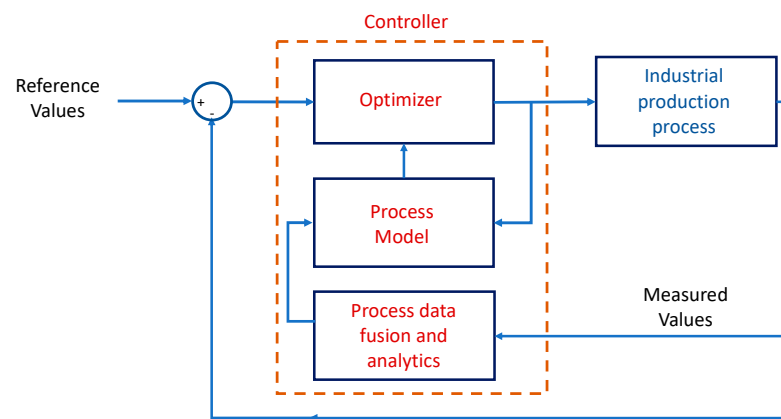 Controller
Reference
Values
+
-
Optimizer
Industrial
production
process
Process
Model
Process data
fusion and
analytics
Measured
Values